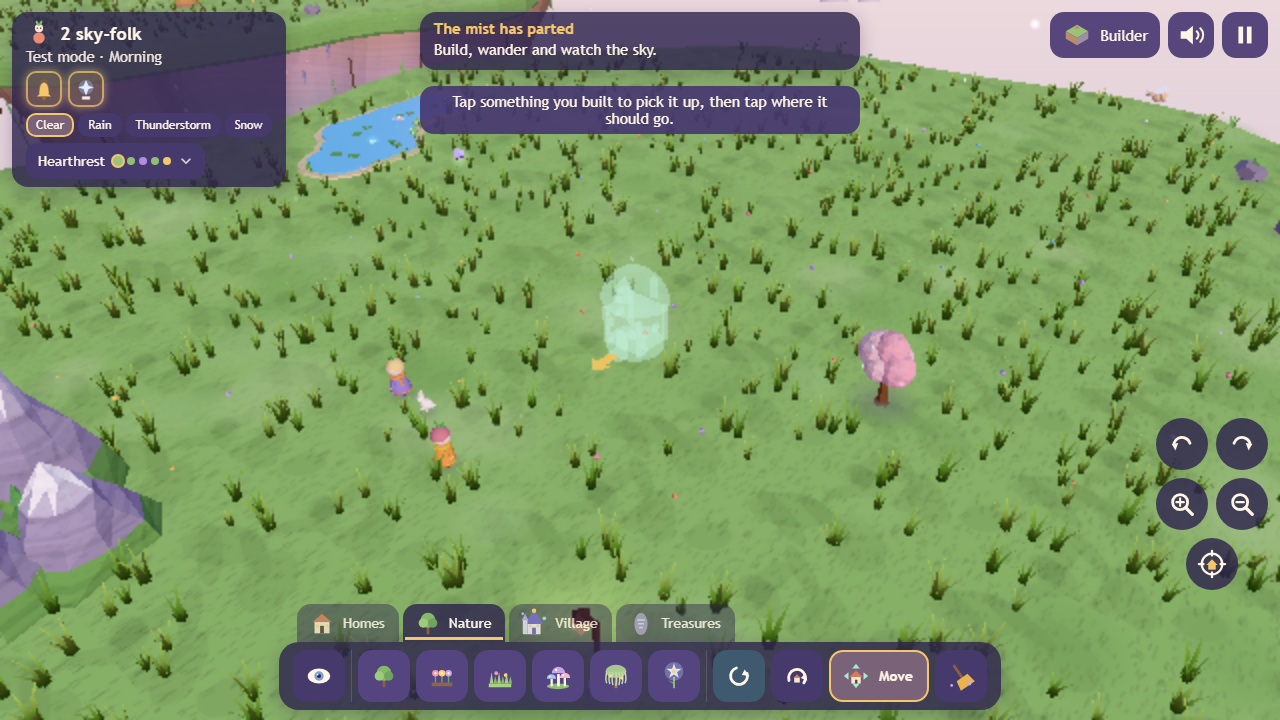 2 sky-folk
Test mode · Morning
Clear
Rain
Thunderstorm
Snow
Hearthrest
The mist has parted
Build, wander and watch the sky.
Tap something you built to pick it up, then tap where it
should go.
Builder
Homes
Nature
Village
Treasures
Move